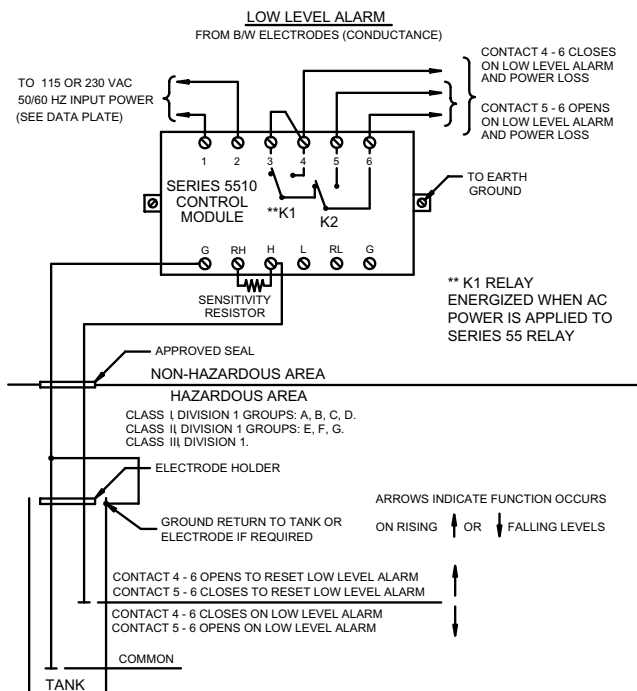 LOW LEVEL ALARM
FROM B/W ELECTRODES (CONDUCTANCE)
CONTACT 4 - 6 CLOSES
ON LOW LEVEL ALARM
AND POWER LOSS
TO 115 OR 230 VAC
50/60 HZ INPUT POWER
(SEE DATA PLATE)
CONTACT 5 - 6 OPENS
ON LOW LEVEL ALARM
AND POWER LOSS
1 2 3 4 5 6
SERIES 5510
CONTROL
MODULE
**K1
K2
TO EARTH
GROUND
G RH H L RL G
SENSITIVITY
RESISTOR
** K1 RELAY
ENERGIZED WHEN AC
POWER IS APPLIED TO
SERIES 55 RELAY
APPROVED SEAL
NON-HAZARDOUS AREA
HAZARDOUS AREA
CLASS I, DIVISION 1 GROUPS: A, B, C, D.
CLASS II, DIVISION 1 GROUPS: E, F, G.
CLASS III, DIVISION 1.
ELECTRODE HOLDER
GROUND RETURN TO TANK OR
ELECTRODE IF REQUIRED
ARROWS INDICATE FUNCTION OCCURS
ON RISING OR FALLING LEVELS
CONTACT 4 - 6 OPENS TO RESET LOW LEVEL ALARM
CONTACT 5 - 6 CLOSES TO RESET LOW LEVEL ALARM
CONTACT 4 - 6 CLOSES ON LOW LEVEL ALARM
CONTACT 5 - 6 OPENS ON LOW LEVEL ALARM
COMMON
TANK